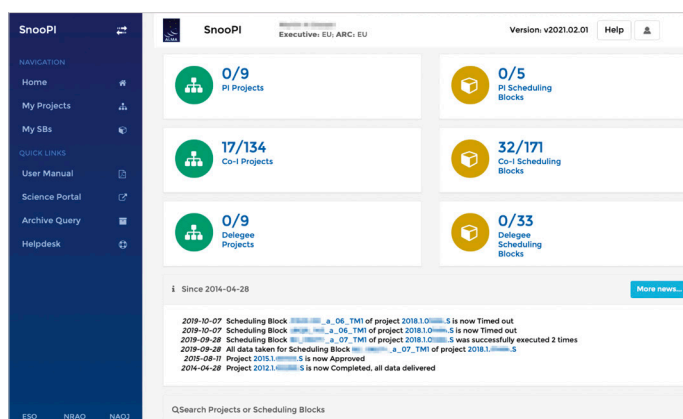 SnooPI
NAVIGATION
Home
My Projects
My SBs
QUICK LINKS
User Manual
Science Portal
Archive Query
Helpdesk
ESO NRAO NAOJ
ALMA
SnooPI
Executive: EU; ARC: EU
Version: v2021.02.01
Help
0/9
PI Projects
0/5
PI Scheduling
Blocks
17/134
Co-I Projects
32/171
Co-I Scheduling
Blocks
0/9
Delegee
Projects
0/33
Delegee
Scheduling
Blocks
i Since 2014-04-28
More news...
2019-10-07 Scheduling Block _a_06_TM1 of project 2018.1.0 .S is now Timed out
2019-10-07 Scheduling Block _a_06_TM1 of project 2018.1.0 .S is now Timed out
2019-09-28 Scheduling Block _a_07_TM1 of project 2018.1.0 .S was successfully executed 2 times
2019-09-28 All data taken for Scheduling Block _a_07_TM1 of project 2018.1. .S
2015-08-11 Project 2015.1. .S is now Approved
2014-04-28 Project 2012.1. .S is now Completed, all data delivered
Search Projects or Scheduling Blocks